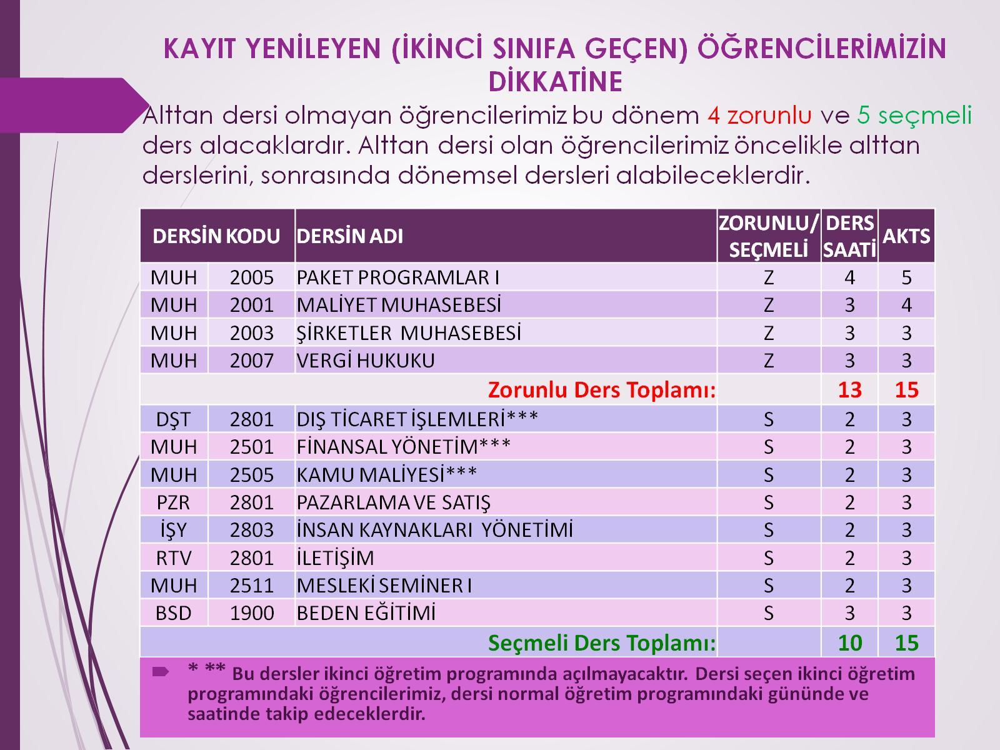 KAYIT YENİLEYEN (İKİNCİ SINIFA GEÇEN) ÖĞRENCİLERİMİZİN
DİKKATİNE
Alttan dersi olmayan öğrencilerimiz bu dönem 4 zorunlu ve 5 seçmeli
ders alacaklardır. Alttan dersi olan öğrencilerimiz öncelikle alttan
derslerini, sonrasında dönemsel dersleri alabileceklerdir.
DERSİN KODU DERSİN ADI ZORUNLU/ SEÇMELİ DERS SAATİ AKTS
MUH 2005 PAKET PROGRAMLAR I Z 4 5
MUH 2001 MALİYET MUHASEBESİ Z 3 4
MUH 2003 ŞİRKETLER MUHASEBESİ Z 3 3
MUH 2007 VERGİ HUKUKU Z 3 3
Zorunlu Ders Toplamı: 13 15
DŞT 2801 DIŞ TİCARET İŞLEMLERİ*** S 2 3
MUH 2501 FİNANSAL YÖNETİM*** S 2 3
MUH 2505 KAMU MALİYESİ*** S 2 3
PZR 2801 PAZARLAMA VE SATIŞ S 2 3
İŞY 2803 İNSAN KAYNAKLARI YÖNETİMİ S 2 3
RTV 2801 İLETİŞİM S 2 3
MUH 2511 MESLEKİ SEMİNER I S 2 3
BSD 1900 BEDEN EĞİTİMİ S 3 3
Seçmeli Ders Toplamı: 10 15
* ** Bu dersler ikinci öğretim programında açılmayacaktır. Dersi seçen ikinci öğretim
programındaki öğrencilerimiz, dersi normal öğretim programındaki gününde ve
saatinde takip edeceklerdir.